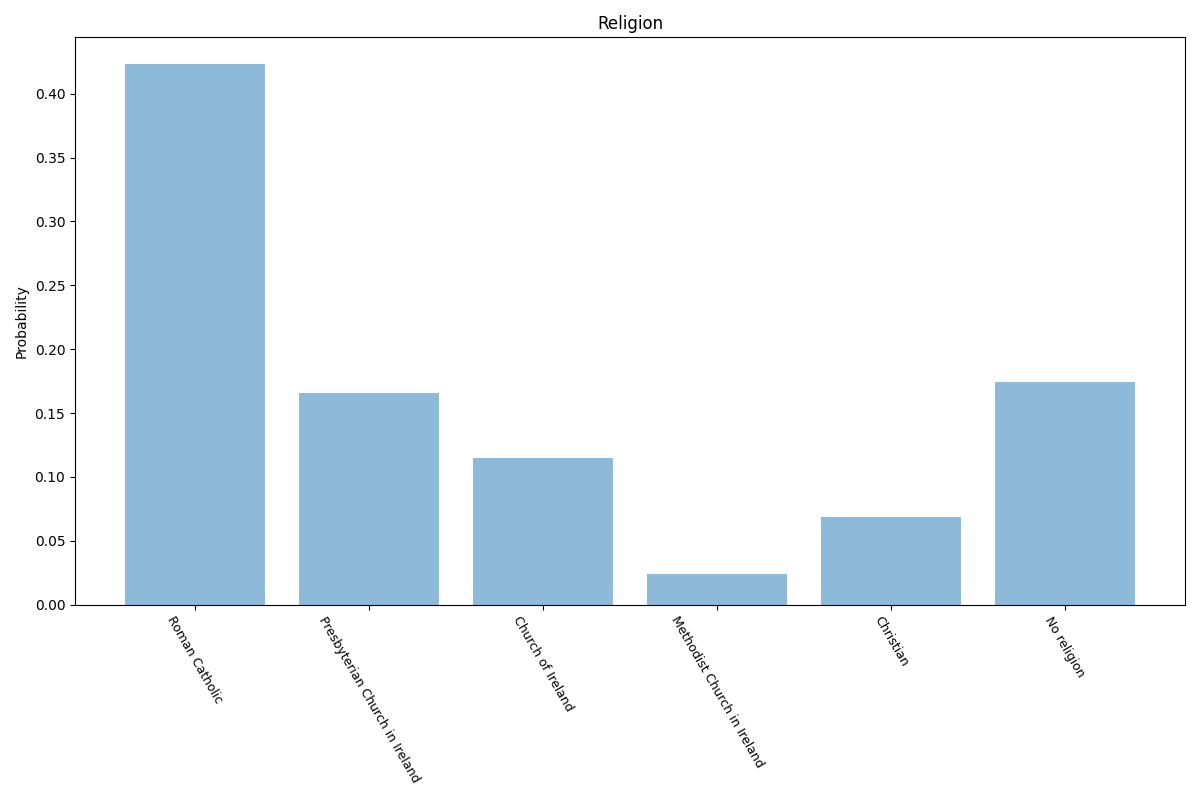 Religion
Probability
0.40
0.35
0.30
0.25
0.20
0.15
0.10
0.05
0.00
Roman Catholic
Presbyterian Church in Ireland
Church of Ireland
Methodist Church in Ireland
Christian
No religion